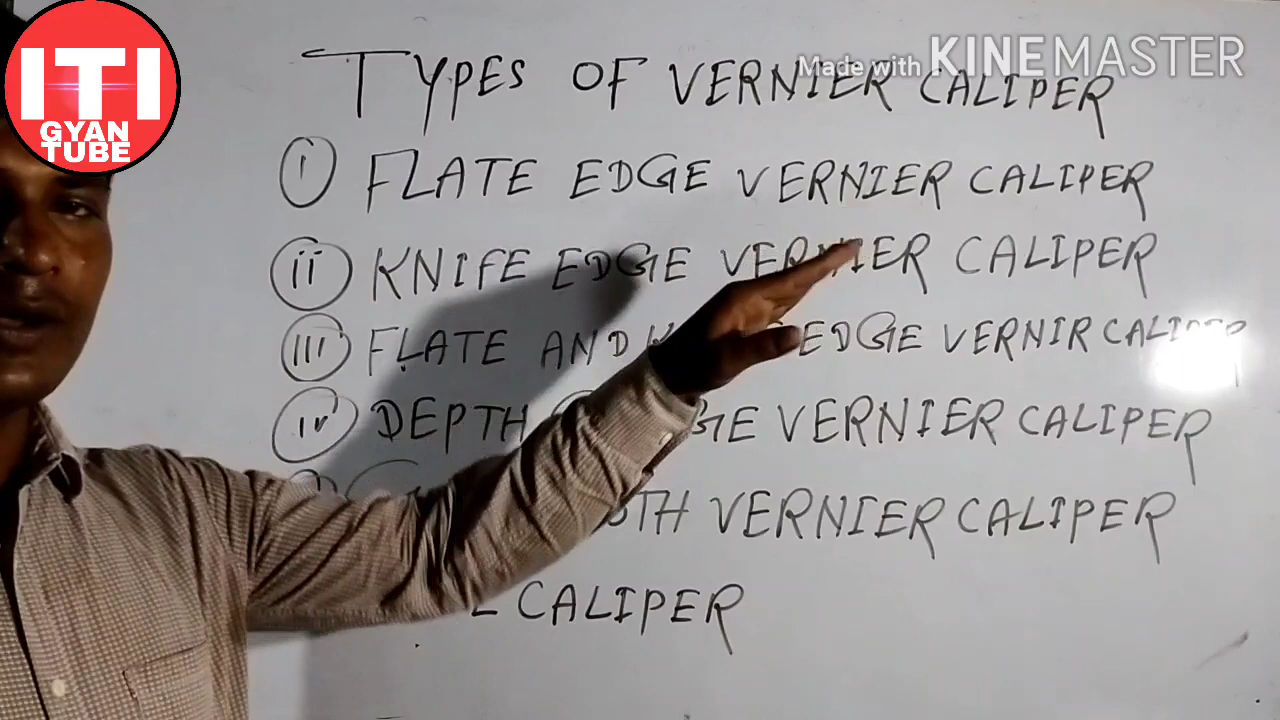 ITI
GYAN
TUBE
Made with KINEMASTER
TYPES OF VERNIER CALIPER
i FLATE EDGE VERNIER CALIPER
ii KNIFE EDGE VERNIER CALIPER
iii FLATE AND EDGE VERNIR CALIPER
iv DEPTH VERNIER CALIPER
VERNIER CALIPER
CALIPER